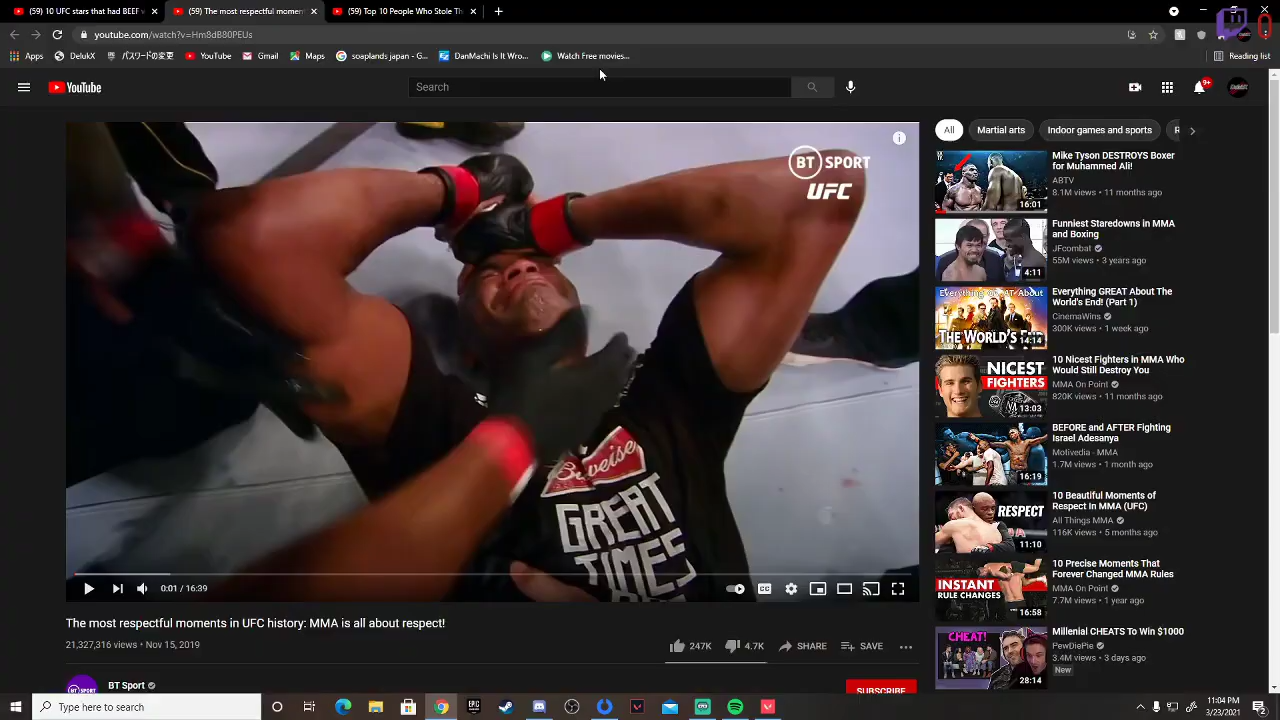 (59) 10 UFC stars that had BEEF w
(59) The most respectful momen
(59) Top 10 People Who Stole Th
youtube.com/watch?v=Hm8dB80PEUs
Apps
DelukX
パスワードの変更
YouTube
Gmail
Maps
soaplands japan - G...
DanMachi Is It Wro...
Watch Free movies...
Reading list
YouTube
Search
9+
BT SPORT
UFC
GREAT
TIMES
0:01 / 16:39
CC
The most respectful moments in UFC history: MMA is all about respect!
21,327,316 views • Nov 15, 2019
247K
4.7K
SHARE
SAVE
BT Sport
SUBSCRIBE
All
Martial arts
Indoor games and sports
Mike Tyson DESTROYS Boxer
for Muhammed Ali!
ABTV
8.1M views • 11 months ago
16:01
Funniest Staredowns in MMA
and Boxing
JFcombat
55M views • 3 years ago
4:11
Everything GREAT About The
World's End! (Part 1)
CinemaWins
300K views • 1 week ago
THE WORLD'S END
14:14
10 Nicest Fighters in MMA Who
Would Still Destroy You
MMA On Point
820K views • 11 months ago
NICEST
FIGHTERS
13:03
BEFORE and AFTER Fighting
Israel Adesanya
Motivedia - MMA
1.7M views • 1 month ago
16:19
10 Beautiful Moments of
Respect In MMA (UFC)
All Things MMA
116K views • 5 months ago
RESPECT
11:10
10 Precise Moments That
Forever Changed MMA Rules
MMA On Point
7.7M views • 1 year ago
INSTANT
RULE CHANGES
16:58
Millenial CHEATS To Win $1000
PewDiePie
3.4M views • 3 days ago
New
CHEAT!
28:14
Type here to search
11:04 PM
3/23/2021